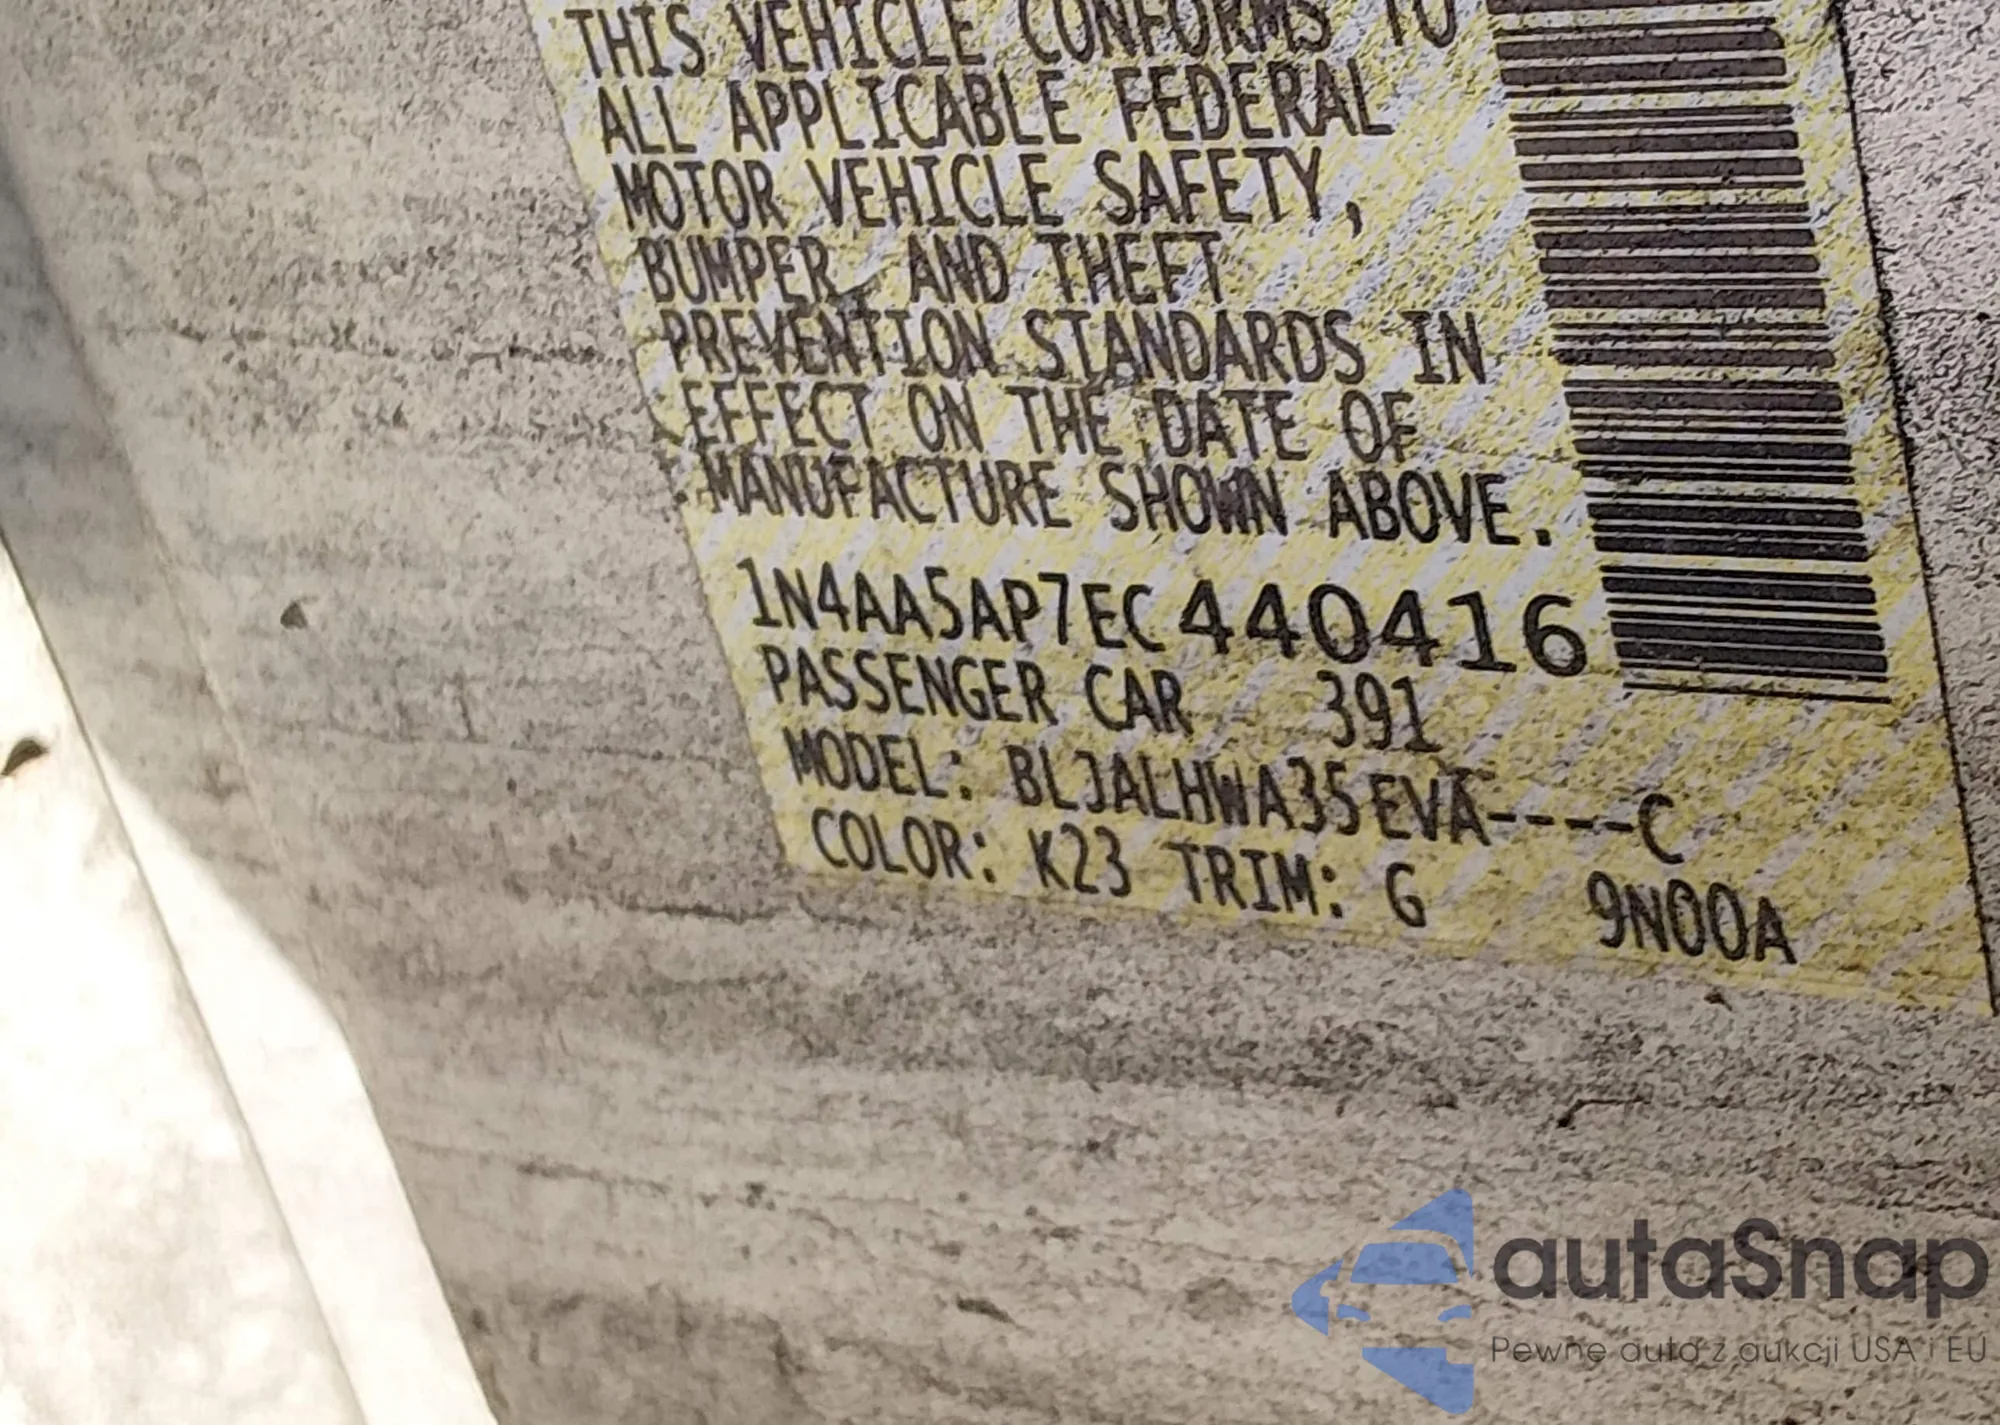 THIS VEHICLE CONFORMS TO
ALL APPLICABLE FEDERAL
MOTOR VEHICLE SAFETY,
BUMPER, AND THEFT
PREVENTION STANDARDS IN
EFFECT ON THE DATE OF
MANUFACTURE SHOWN ABOVE.
1N4AA5AP7EC440416
PASSENGER CAR 391
MODEL: BLJALHWA35EVA----C
COLOR: K23 TRIM: G 9N00A
autaSnap
Pewne auta z aukcji USA i EU